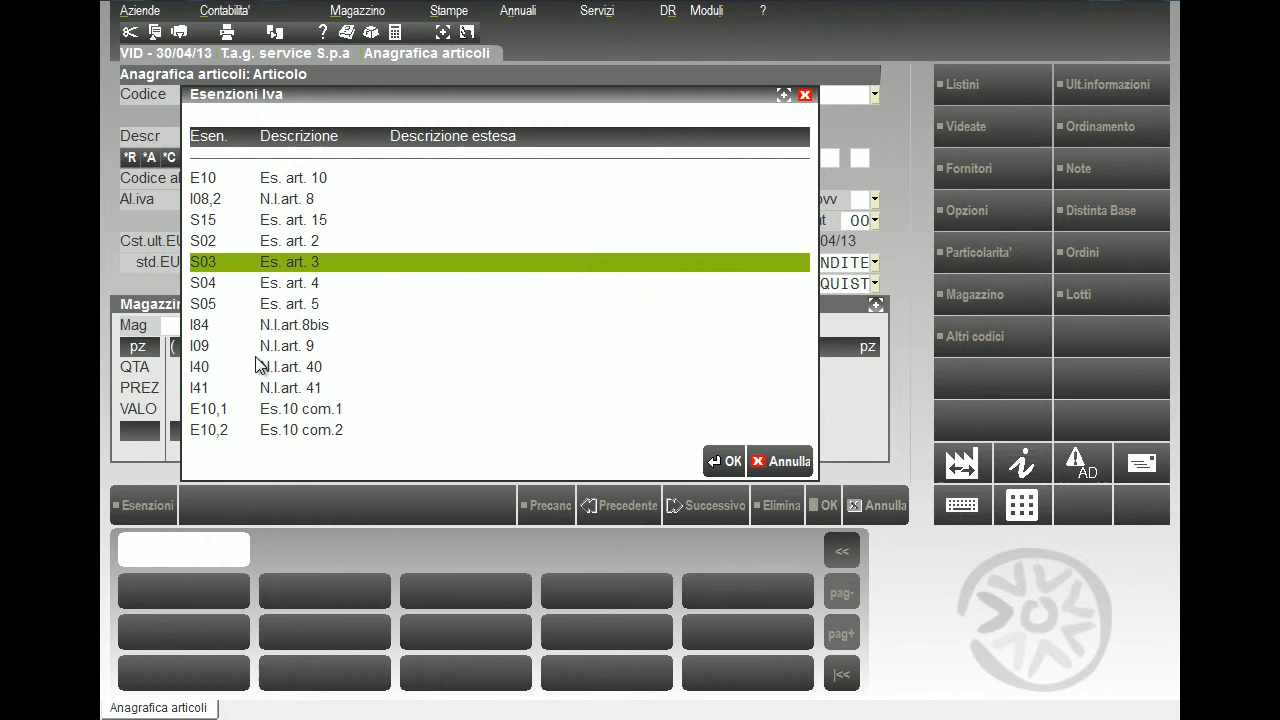 Aziende Contabilita' Magazzino Stampe Annuali Servizi DR Moduli ?
?
VID - 30/04/13 T.a.g. service S.p.a Anagrafica articoli
Anagrafica articoli: Articolo
Codice
Esenzioni Iva
Descr
*R *A *C
Al.iva
Cst.ult.EU
std.EU
Esen. Descrizione Descrizione estesa
E10 Es. art. 10
I08,2 N.I.art. 8
S15 Es. art. 15
S02 Es. art. 2
S03 Es. art. 3
S04 Es. art. 4
S05 Es. art. 5
I84 N.I.art.8bis
I09 N.I.art. 9
I40 N.I.art. 40
I41 N.I.art. 41
E10,1 Es.10 com.1
E10,2 Es.10 com.2
OK Annulla
00
04/13
NDITE
QUIST
Mag
pz ( pz
QTA
PREZ
VALO
Listini Ult.informazioni
Videate Ordinamento
Fornitori Note
Opzioni Distinta Base
Particolarita' Ordini
Magazzino Lotti
Altri codici
AD
Esenzioni Precanc Precedente Successivo Elimina OK Annulla
<<
pag-
pag+
|<<
Anagrafica articoli